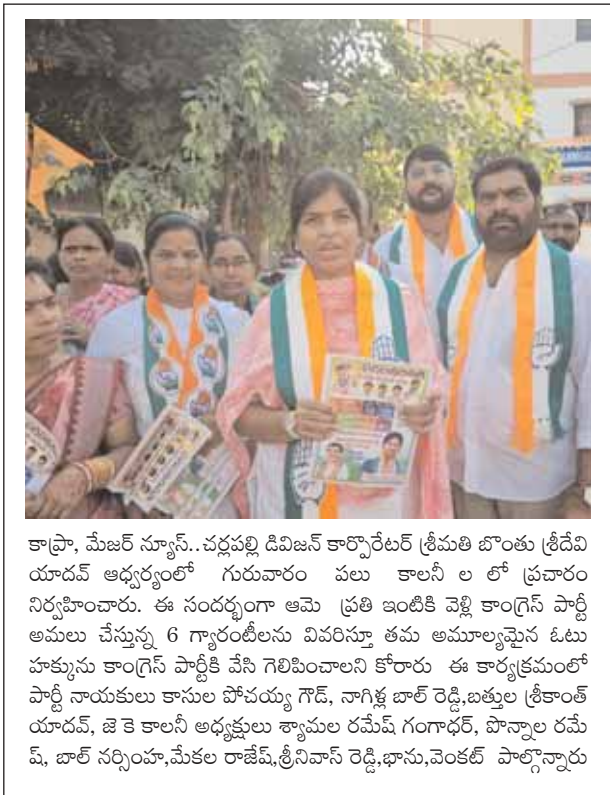 కాప్రా, మేజర్ న్యూస్..చర్లపల్లి డివిజన్ కార్పొరేటర్ శ్రీమతి బొంతు శ్రీదేవి
యాదవ్ ఆధ్వర్యంలో గురువారం పలు కాలనీ ల లో ప్రచారం
నిర్వహించారు. ఈ సందర్భంగా ఆమె ప్రతి ఇంటికి వెళ్లి కాంగ్రెస్ పార్టీ
అమలు చేస్తున్న 6 గ్యారంటీలను వివరిస్తూ తమ అమూల్యమైన ఓటు
హక్కును కాంగ్రెస్ పార్టీకి వేసి గెలిపించాలని కోరారు ఈ కార్యక్రమంలో
పార్టీ నాయకులు కాసుల పోచయ్య గౌడ్, నాగిళ్ల బాల్ రెడ్డి,బత్తుల శ్రీకాంత్
యాదవ్, జె కె కాలనీ అధ్యక్షులు శ్యామల రమేష్ గంగాధర్, పొన్నాల రమే
ష్, బాల్ నర్సింహ,మేకల రాజేష్,శ్రీనివాస్ రెడ్డి,భాను,వెంకట్ పాల్గొన్నారు